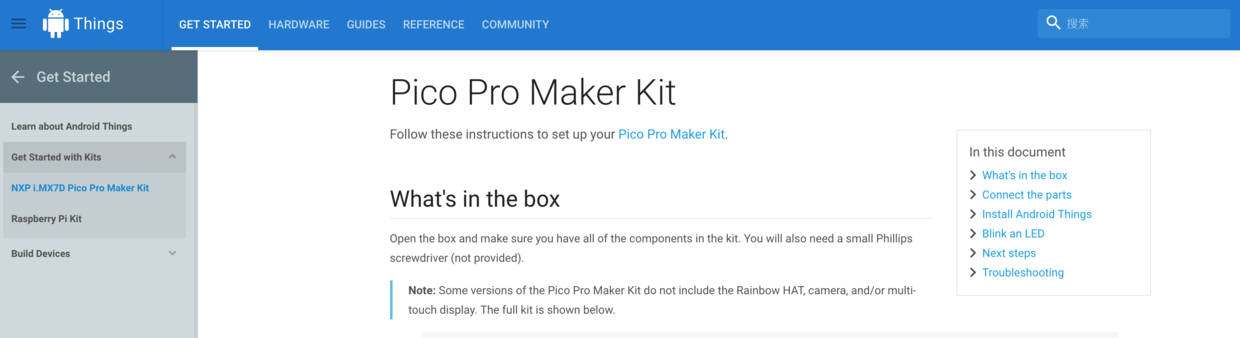 Things
GET STARTED HARDWARE GUIDES REFERENCE COMMUNITY
搜索
Get Started
Learn about Android Things
Get Started with Kits
NXP i.MX7D Pico Pro Maker Kit
Raspberry Pi Kit
Build Devices
Pico Pro Maker Kit
Follow these instructions to set up your Pico Pro Maker Kit.
What's in the box
Open the box and make sure you have all of the components in the kit. You will also need a small Phillips
screwdriver (not provided).
Note: Some versions of the Pico Pro Maker Kit do not include the Rainbow HAT, camera, and/or multi-
touch display. The full kit is shown below.
In this document
What's in the box
Connect the parts
Install Android Things
Blink an LED
Next steps
Troubleshooting